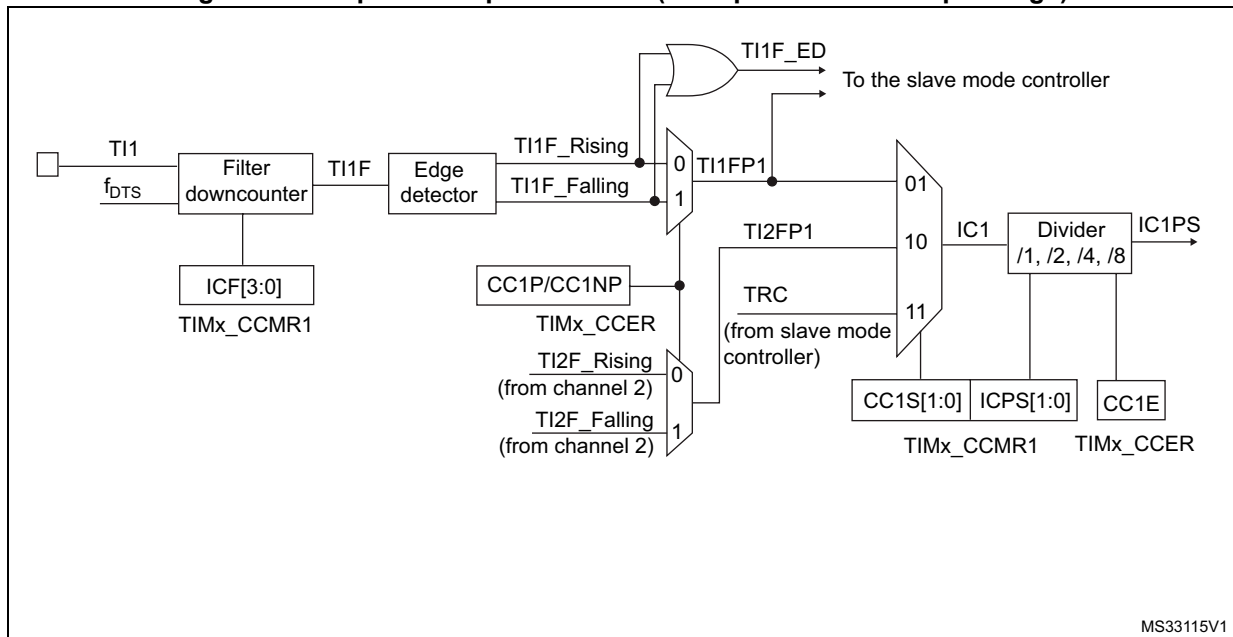 TI1F_ED
To the slave mode controller
TI1
fDTS
Filter
downcounter
TI1F
Edge
detector
TI1F_Rising
TI1F_Falling
0
1
TI1FP1
01
10
11
TI2FP1
TRC
(from slave mode
controller)
IC1
Divider
/1, /2, /4, /8
IC1PS
ICF[3:0]
TIMx_CCMR1
CC1P/CC1NP
TIMx_CCER
TI2F_Rising
(from channel 2)
TI2F_Falling
(from channel 2)
0
1
CC1S[1:0]
ICPS[1:0]
CC1E
TIMx_CCMR1
TIMx_CCER
MS33115V1